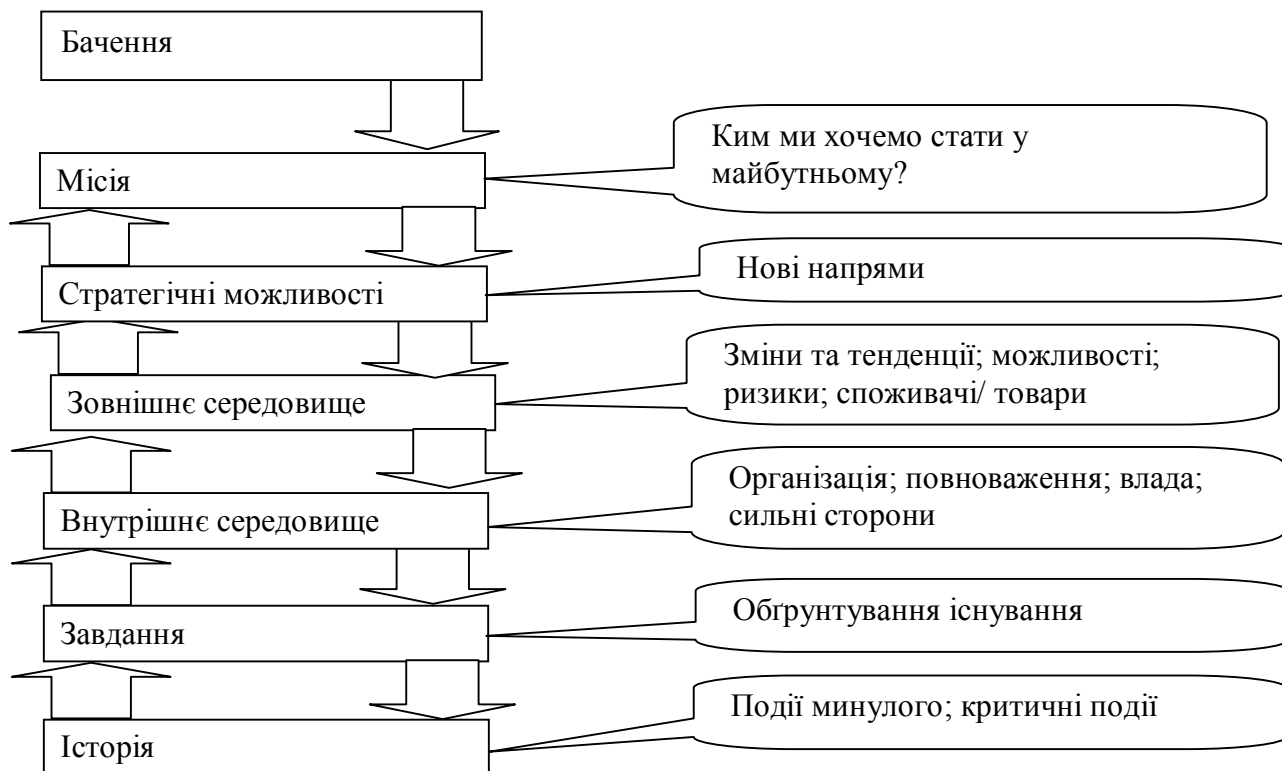 Бачення
Ким ми хочемо стати у
майбутньому?
Місія
Нові напрями
Стратегічні можливості
Зміни та тенденції; можливості;
ризики; споживачі/ товари
Зовнішнє середовище
Організація; повноваження; влада;
сильні сторони
Внутрішнє середовище
Обґрунтування існування
Завдання
Події минулого; критичні події
Історія